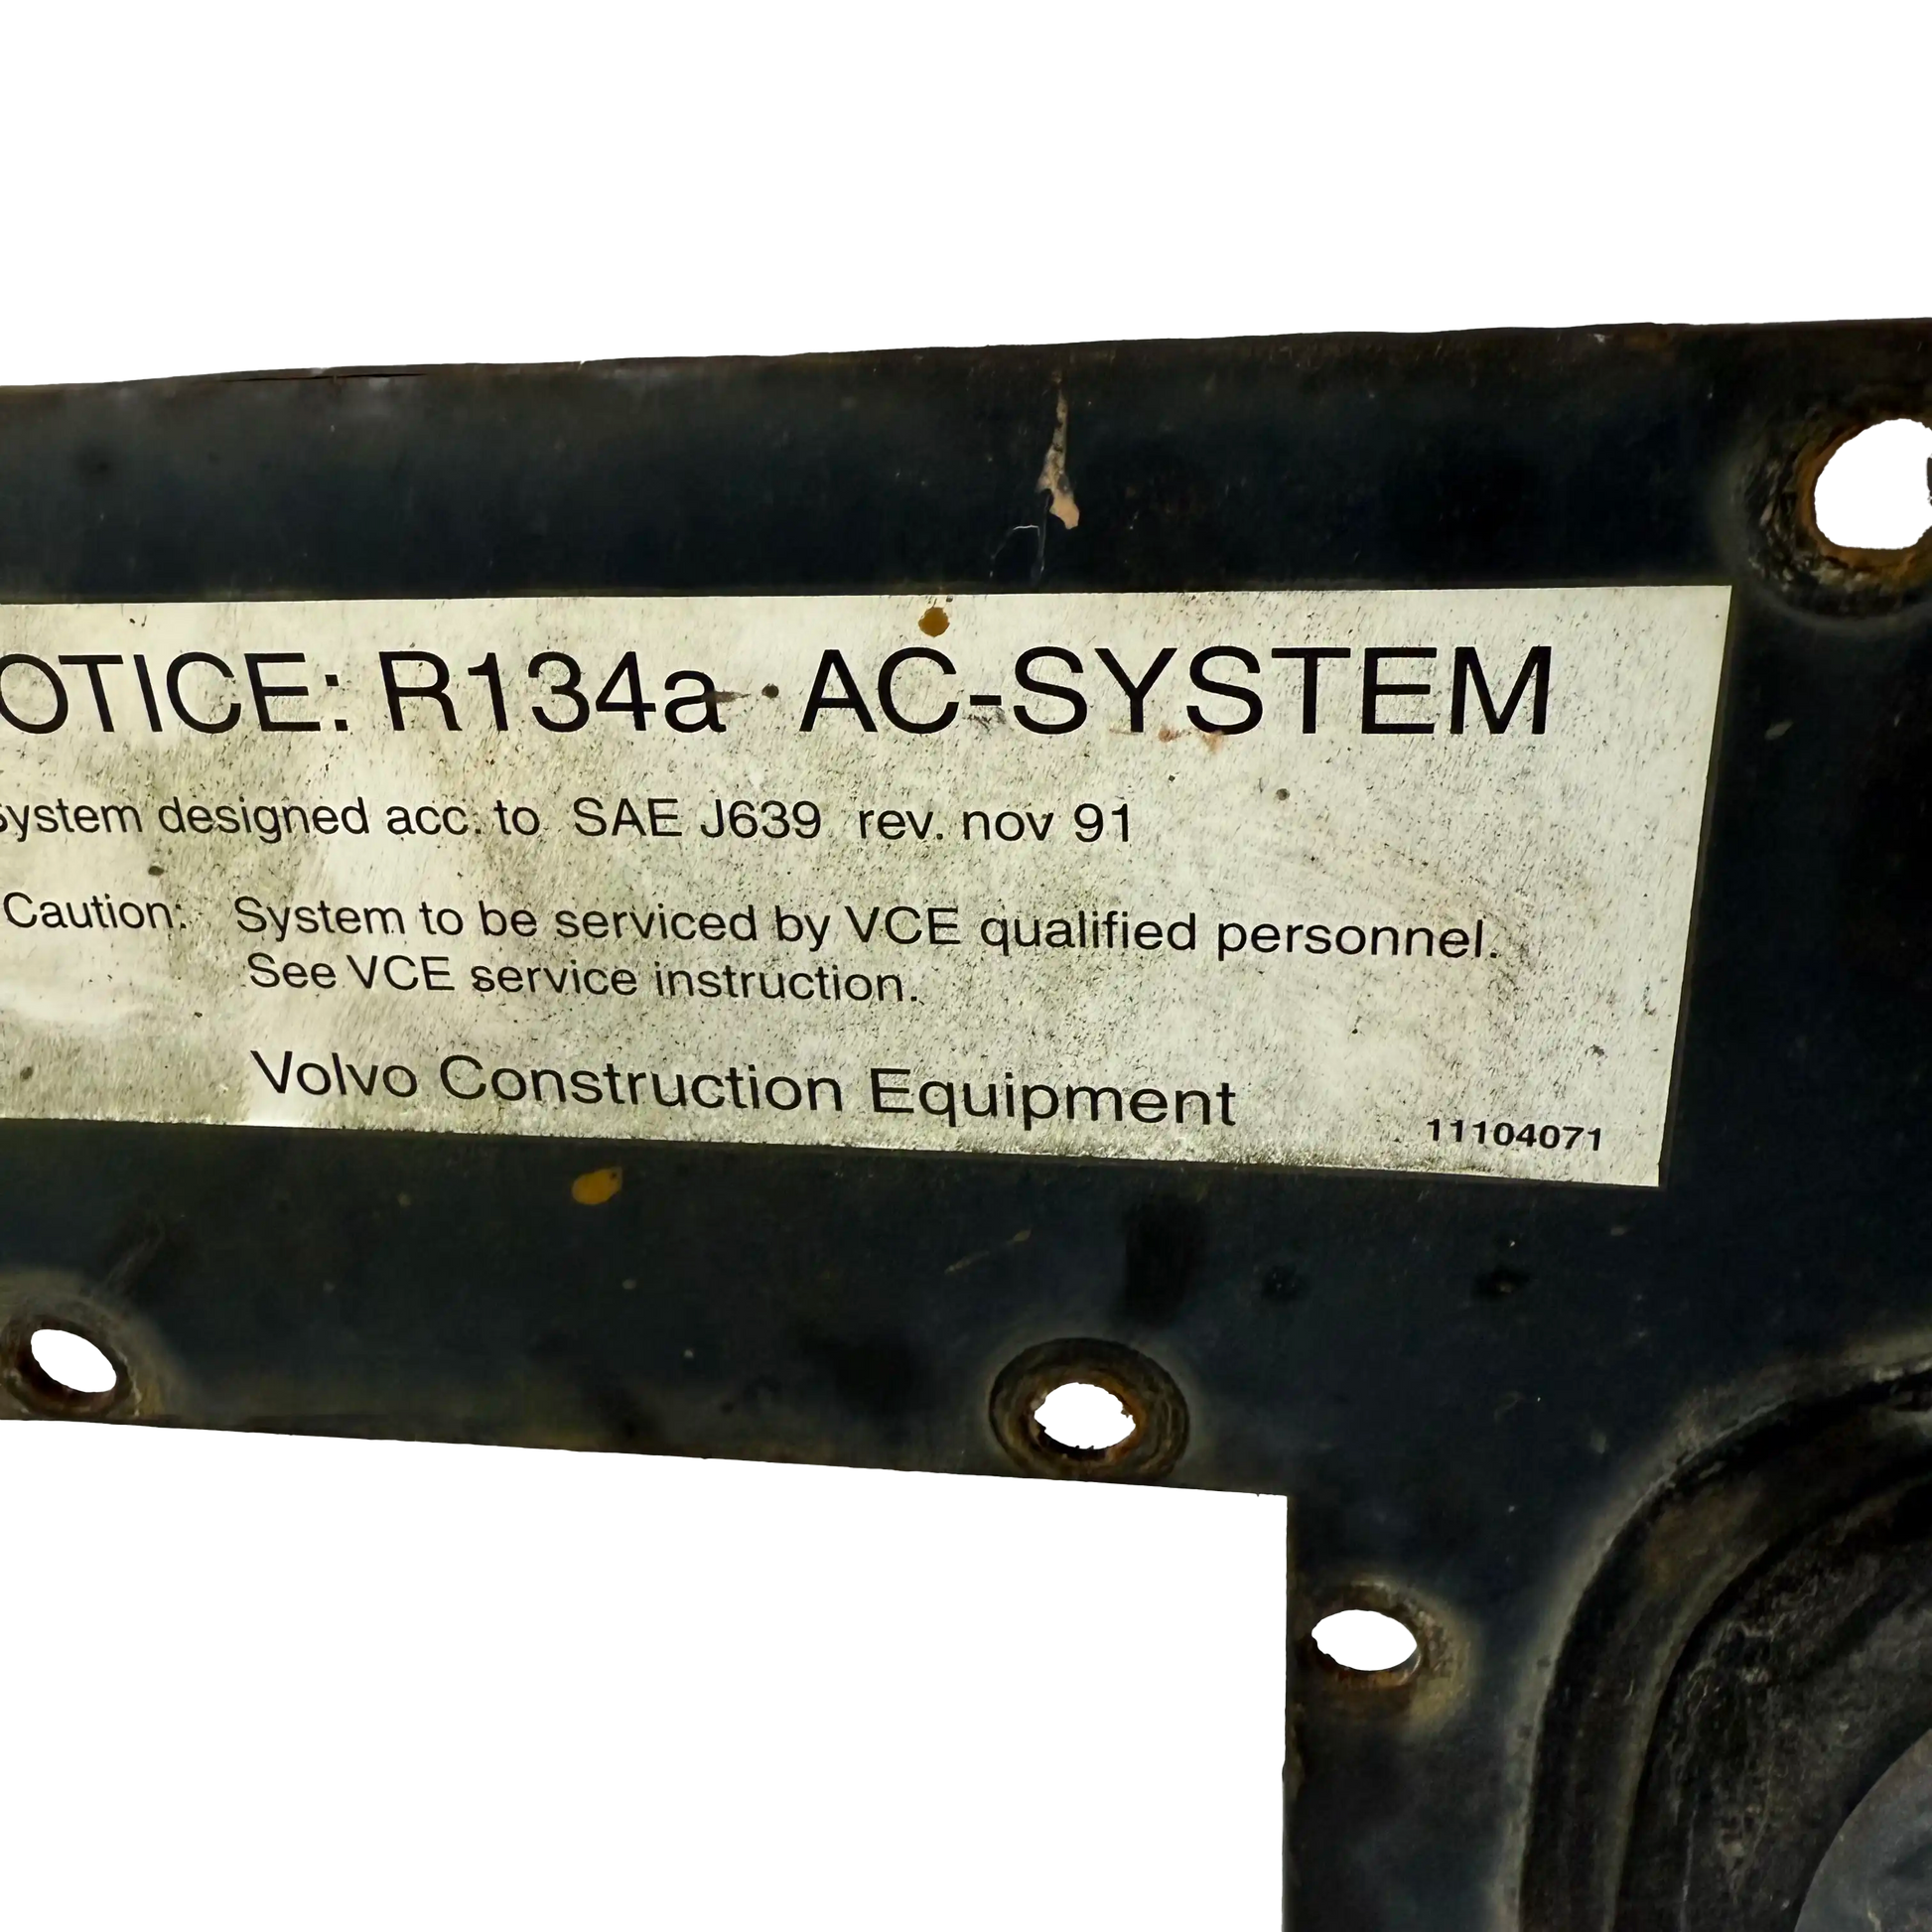 OTICE: R134a AC-SYSTEM
System designed acc. to SAE J639 rev. nov 91
Caution: System to be serviced by VCE qualified personnel.
See VCE service instruction.
Volvo Construction Equipment
11104071